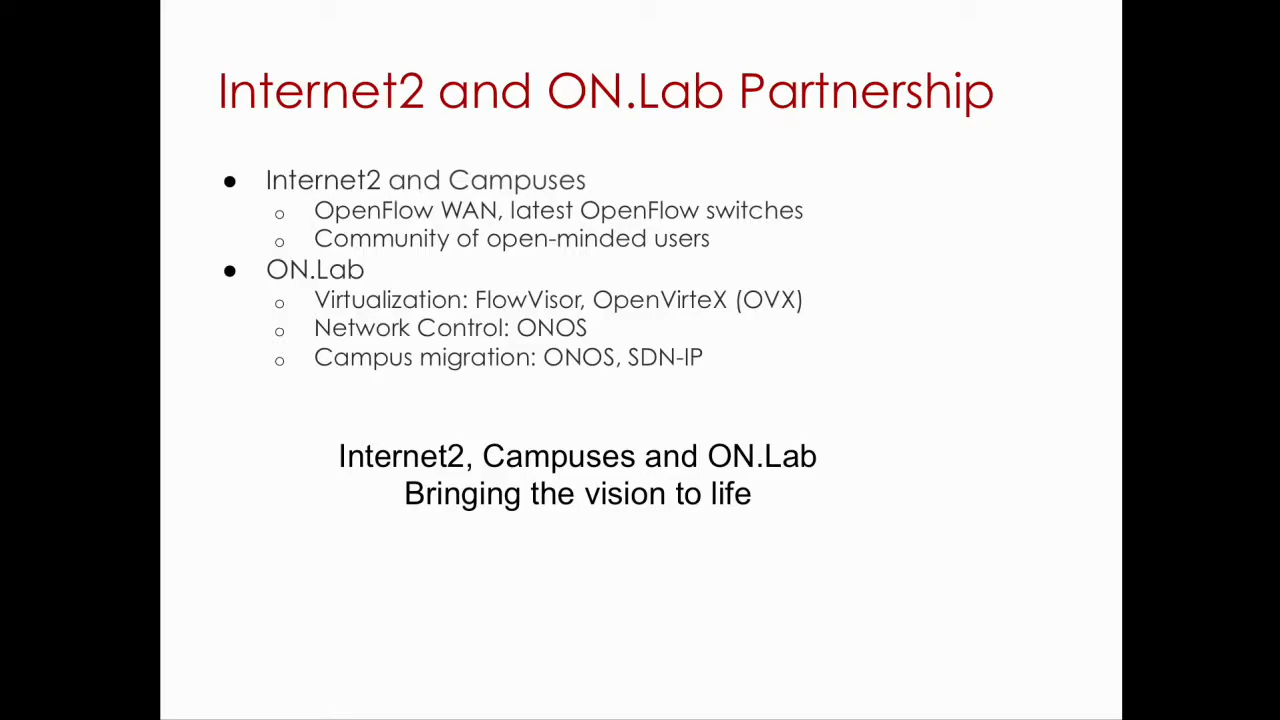 Internet2 and ON.Lab Partnership
● Internet2 and Campuses
○ OpenFlow WAN, latest OpenFlow switches
○ Community of open-minded users
● ON.Lab
○ Virtualization: FlowVisor, OpenVirteX (OVX)
○ Network Control: ONOS
○ Campus migration: ONOS, SDN-IP
Internet2, Campuses and ON.Lab
Bringing the vision to life